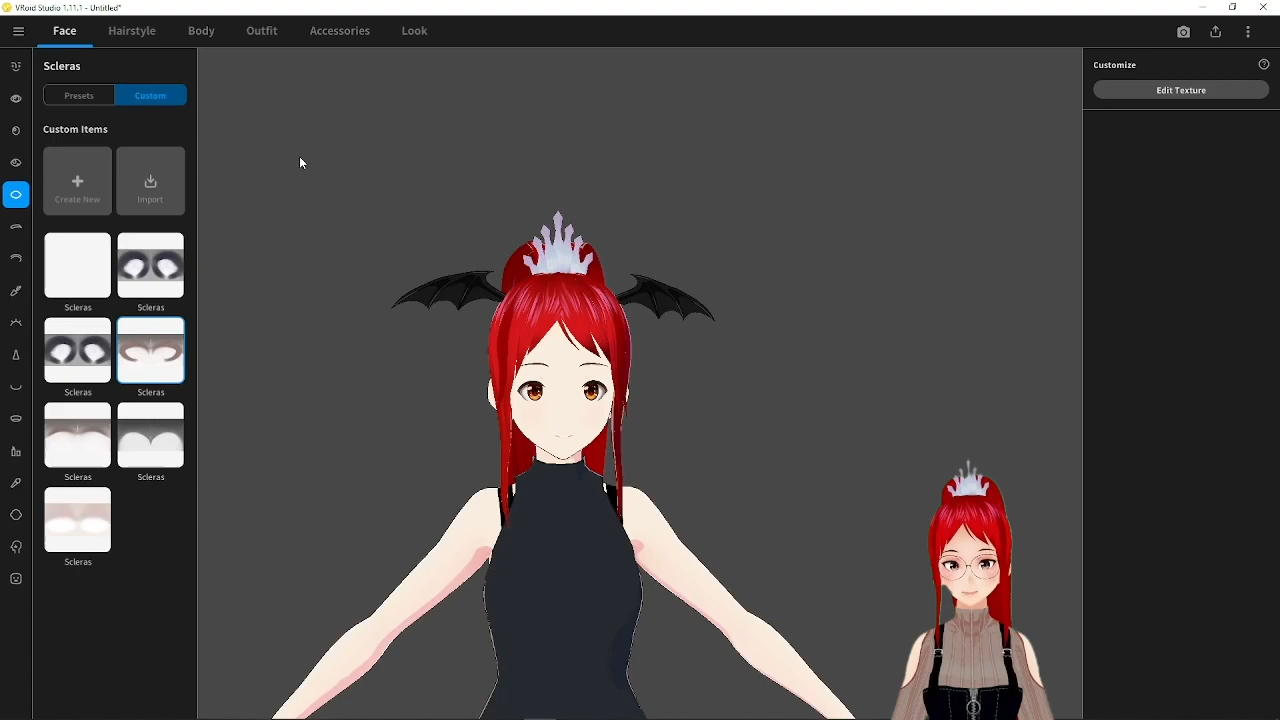 VRoid Studio 1.11.1 - Untitled*
Face Hairstyle Body Outfit Accessories Look
Scleras
Presets Custom
Custom Items
Create New Import
Scleras Scleras
Scleras Scleras
Scleras Scleras
Scleras
Customize
Edit Texture